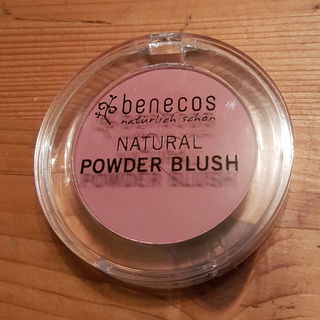 benecos
natürlich schön
NATURAL
POWDER BLUSH